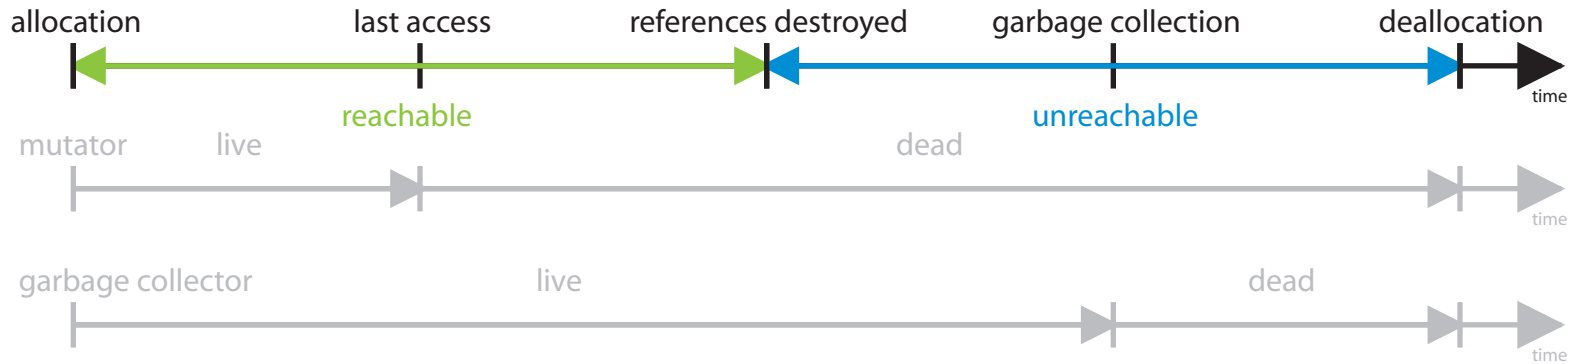 allocation last access references destroyed garbage collection deallocation
time
reachable unreachable
mutator live dead
time
garbage collector live dead
time